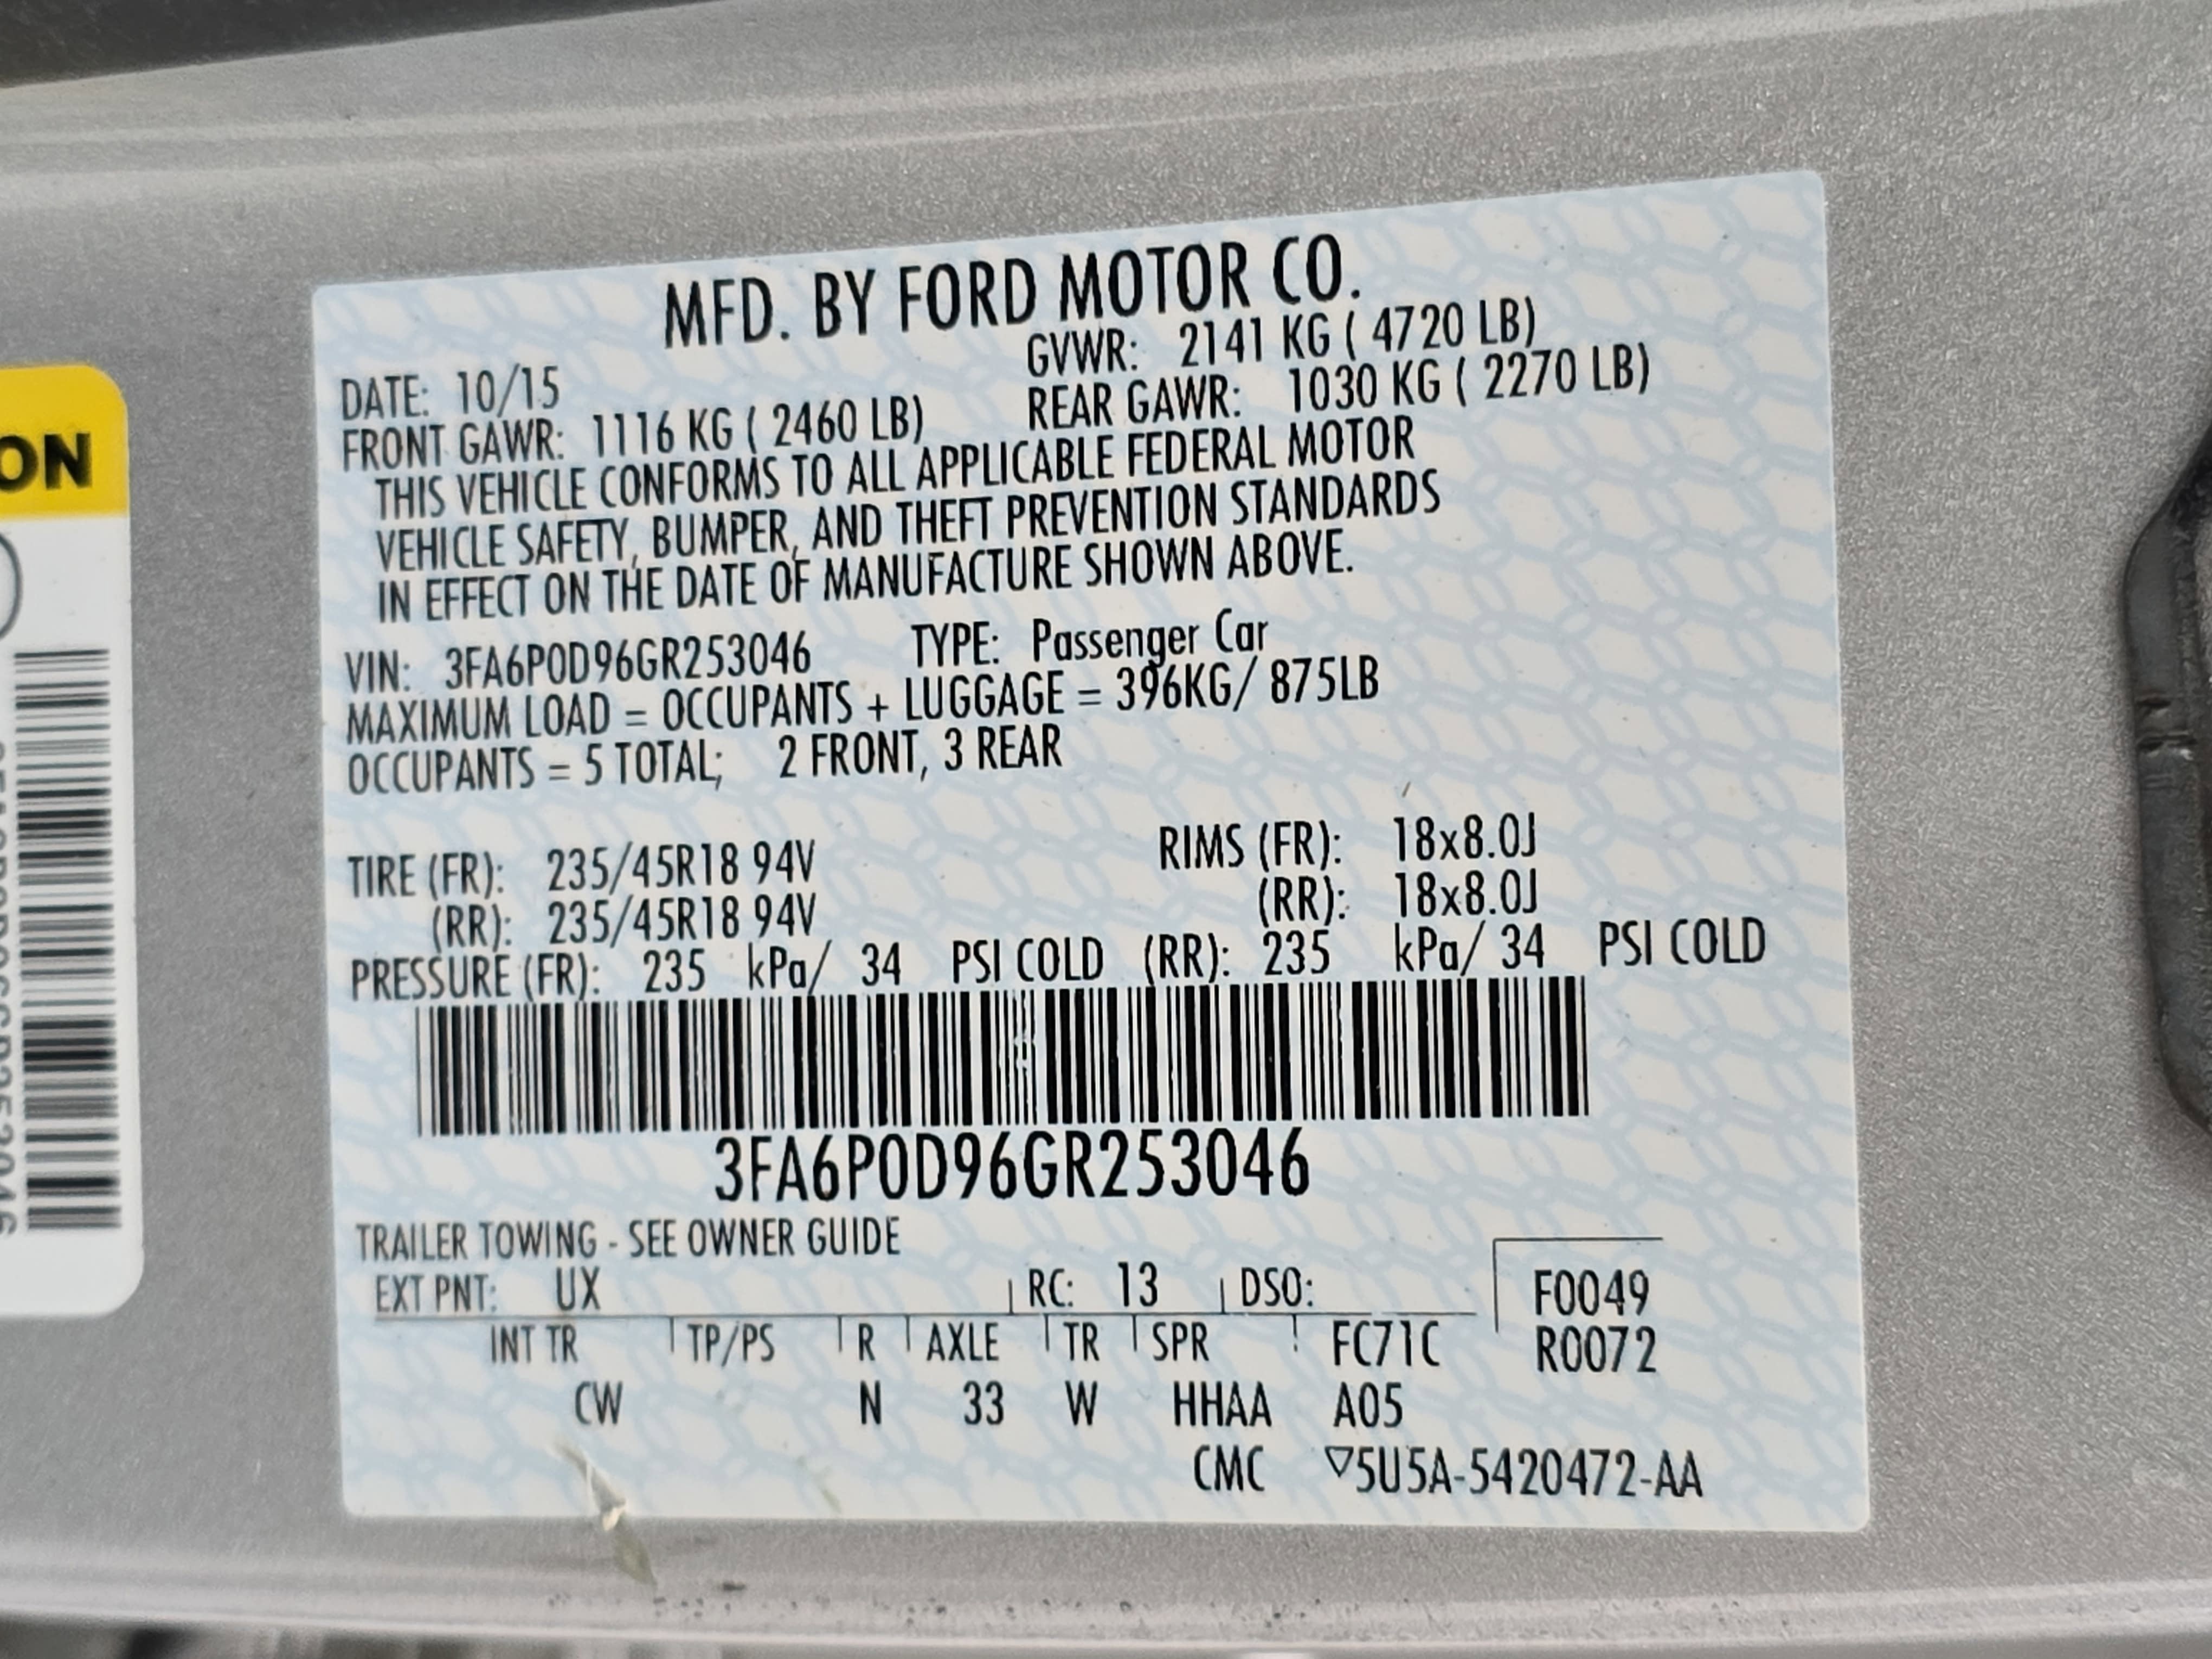 MFD. BY FORD MOTOR CO.
DATE: 10/15 GVWR: 2141 KG ( 4720 LB)
FRONT GAWR: 1116 KG ( 2460 LB) REAR GAWR: 1030 KG ( 2270 LB)
THIS VEHICLE CONFORMS TO ALL APPLICABLE FEDERAL MOTOR
VEHICLE SAFETY, BUMPER, AND THEFT PREVENTION STANDARDS
IN EFFECT ON THE DATE OF MANUFACTURE SHOWN ABOVE.
VIN: 3FA6P0D96GR253046 TYPE: Passenger Car
MAXIMUM LOAD = OCCUPANTS + LUGGAGE = 396KG/ 875LB
OCCUPANTS = 5 TOTAL; 2 FRONT, 3 REAR
TIRE (FR): 235/45R18 94V RIMS (FR): 18x8.0J
(RR): 235/45R18 94V (RR): 18x8.0J
PRESSURE (FR): 235 kPa/ 34 PSI COLD (RR): 235 kPa/ 34 PSI COLD
3FA6P0D96GR253046
TRAILER TOWING - SEE OWNER GUIDE
EXT PNT: UX RC: 13 DSO: F0049
INT TR TP/PS R AXLE TR SPR FC71C R0072
CW N 33 W HHAA A05
CMC ▽5U5A-5420472-AA
ON